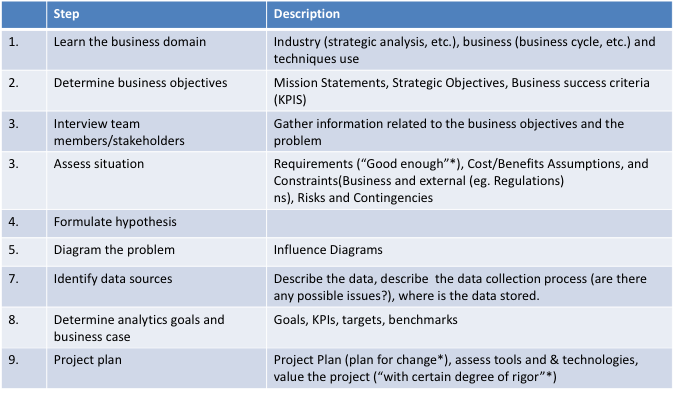 Step Description
1. Learn the business domain Industry (strategic analysis, etc.), business (business cycle, etc.) and
techniques use
2. Determine business objectives Mission Statements, Strategic Objectives, Business success criteria
(KPIS)
3. Interview team Gather information related to the business objectives and the
members/stakeholders problem
3. Assess situation Requirements (“Good enough”*), Cost/Benefits Assumptions, and
Constraints(Business and external (eg. Regulations)
ns), Risks and Contingencies
4. Formulate hypothesis
5. Diagram the problem Influence Diagrams
7. Identify data sources Describe the data, describe  the data collection process (are there
any possible issues?), where is the data stored.
8. Determine analytics goals and Goals, KPIs, targets, benchmarks
business case
9. Project plan Project Plan (plan for change*), assess tools and & technologies,
value the project (“with certain degree of rigor”*)